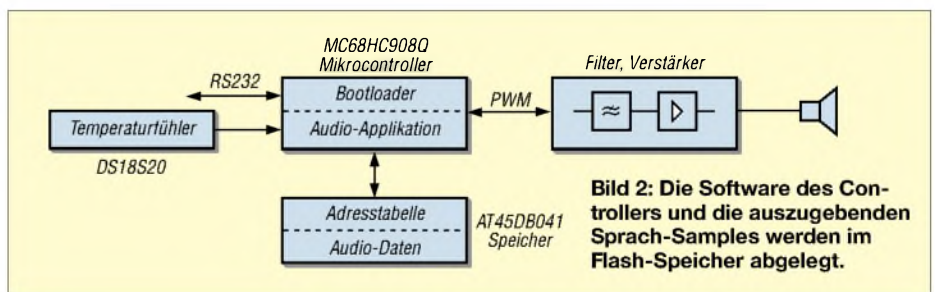 MC68HC908Q
Mikrocontroller
Filter, Verstärker
RS232
Bootloader
PWM
Temperaturfühler
Audio-Applikation
DS18S20
Adresstabelle
Audio-Daten
AT45DB041
Speicher
Bild 2: Die Software des Con-
trollers und die auszugebenden
Sprach-Samples werden im
Flash-Speicher abgelegt.